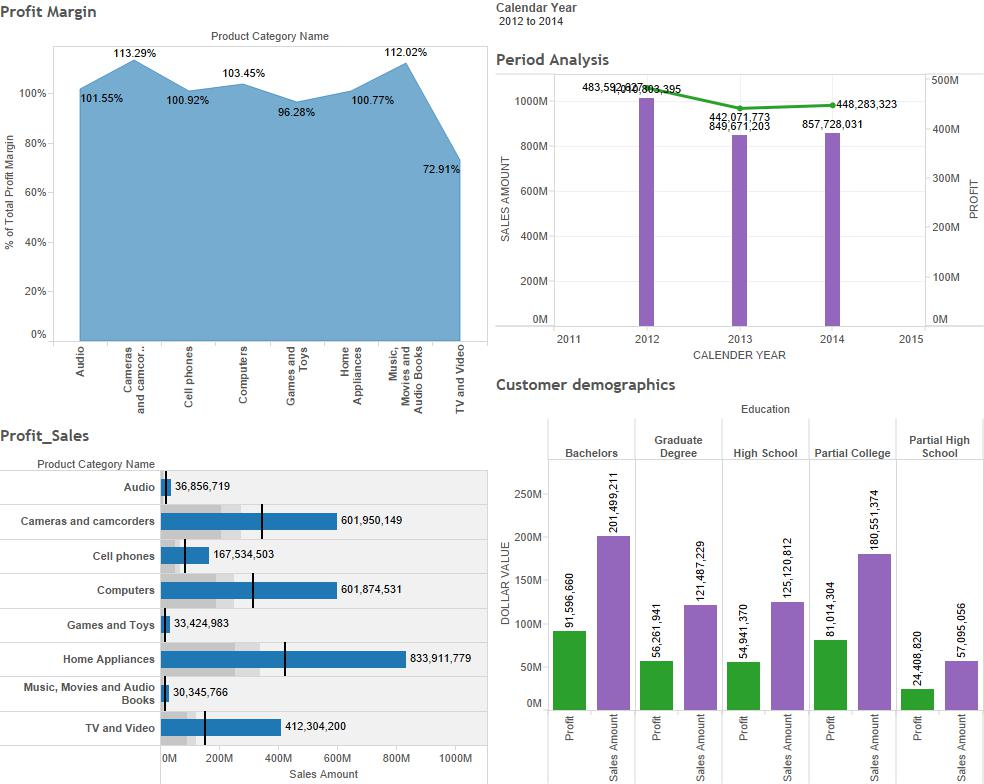 Profit Margin
Product Category Name
% of Total Profit Margin
100%
80%
60%
40%
20%
0%
101.55%
113.29%
100.92%
103.45%
96.28%
100.77%
112.02%
72.91%
Audio
Cameras
and camcor..
Cell phones
Computers
Games and
Toys
Home
Appliances
Music,
Movies and
Audio Books
TV and Video
Calendar Year
2012 to 2014
Period Analysis
SALES AMOUNT
1000M
800M
600M
400M
200M
0M
442,071,773
849,671,203
448,283,323
857,728,031
500M
400M
300M
200M
100M
0M
PROFIT
2011
2012
2013
2014
2015
CALENDER YEAR
Profit_Sales
Product Category Name
Audio
36,856,719
Cameras and camcorders
601,950,149
Cell phones
167,534,503
Computers
601,874,531
Games and Toys
33,424,983
Home Appliances
833,911,779
Music, Movies and Audio
Books
30,345,766
TV and Video
412,304,200
0M
200M
400M
600M
800M
1000M
Sales Amount
Customer demographics
Education
Bachelors
Graduate
Degree
High School
Partial College
Partial High
School
DOLLAR VALUE
250M
200M
150M
100M
50M
0M
91,596,660
201,499,211
56,261,941
121,487,229
54,941,370
125,120,812
81,014,304
180,551,374
24,408,820
57,095,056
Profit
Sales Amount
Profit
Sales Amount
Profit
Sales Amount
Profit
Sales Amount
Profit
Sales Amount